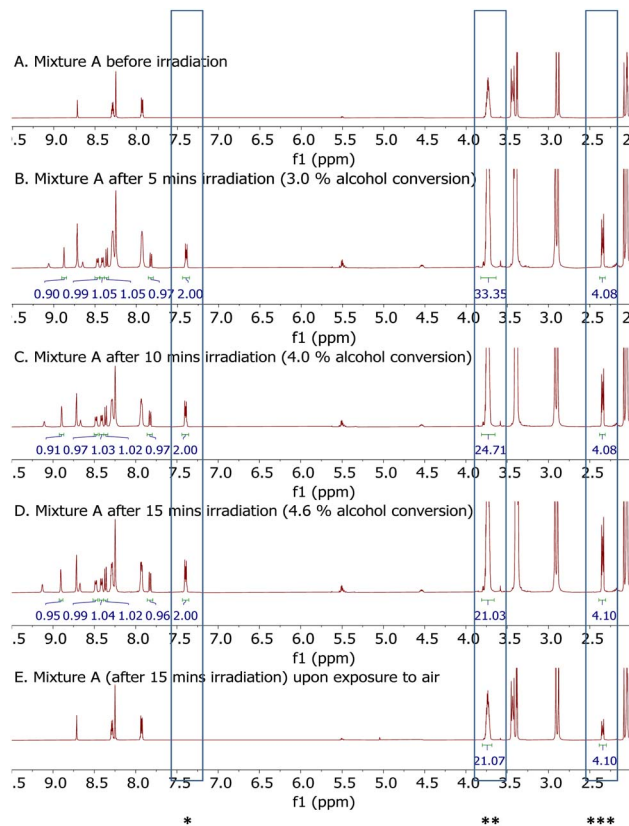 A. Mixture A before irradiation
.5 9.0 8.5 8.0 7.5 7.0 6.5 6.0 5.5 5.0 4.5 4.0 3.5 3.0 2.5 2.0
f1 (ppm)
B. Mixture A after 5 mins irradiation (3.0 % alcohol conversion)
0.90 0.99 1.05 1.05 0.97 2.00 33.35 4.08
.5 9.0 8.5 8.0 7.5 7.0 6.5 6.0 5.5 5.0 4.5 4.0 3.5 3.0 2.5 2.0
f1 (ppm)
C. Mixture A after 10 mins irradiation (4.0 % alcohol conversion)
0.91 0.97 1.03 1.02 0.97 2.00 24.71 4.08
.5 9.0 8.5 8.0 7.5 7.0 6.5 6.0 5.5 5.0 4.5 4.0 3.5 3.0 2.5 2.0
f1 (ppm)
D. Mixture A after 15 mins irradiation (4.6 % alcohol conversion)
0.95 0.99 1.04 1.02 0.96 2.00 21.03 4.10
.5 9.0 8.5 8.0 7.5 7.0 6.5 6.0 5.5 5.0 4.5 4.0 3.5 3.0 2.5 2.0
f1 (ppm)
E. Mixture A (after 15 mins irradiation) upon exposure to air
21.07 4.10
.5 9.0 8.5 8.0 7.5 7.0 6.5 6.0 5.5 5.0 4.5 4.0 3.5 3.0 2.5 2.0
f1 (ppm)
* ** ***